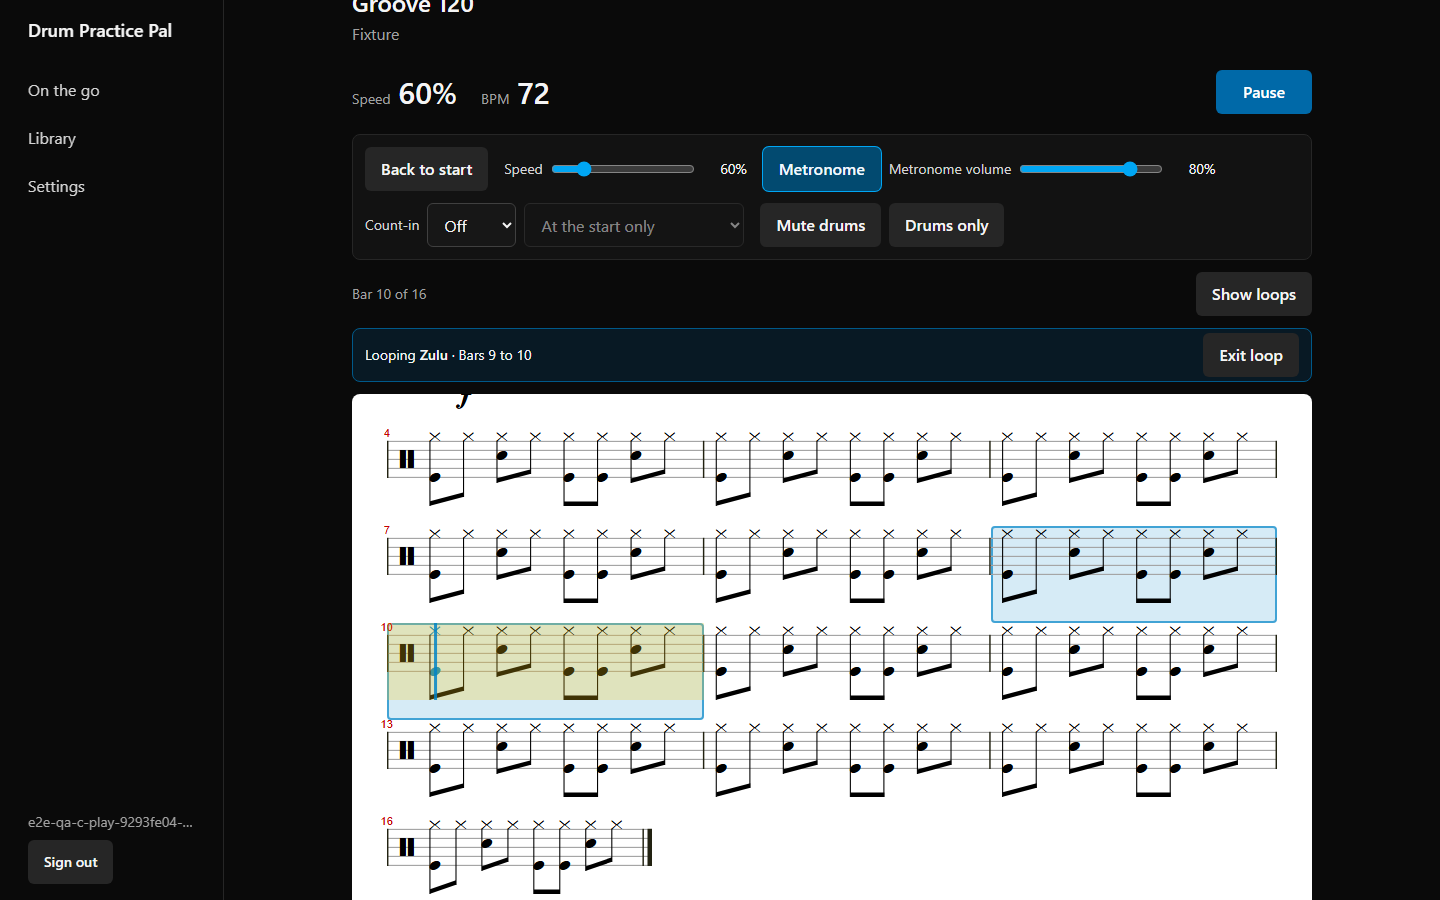 Drum Practice Pal
On the go
Library
Settings
e2e-qa-c-play-9293fe04-...
Sign out
Groove 120
Fixture
Speed 60% BPM 72
Pause
Back to start Speed 60% Metronome Metronome volume 80%
Count-in Off At the start only Mute drums Drums only
Bar 10 of 16
Show loops
Looping Zulu · Bars 9 to 10
Exit loop
f
4
7
10
13
16